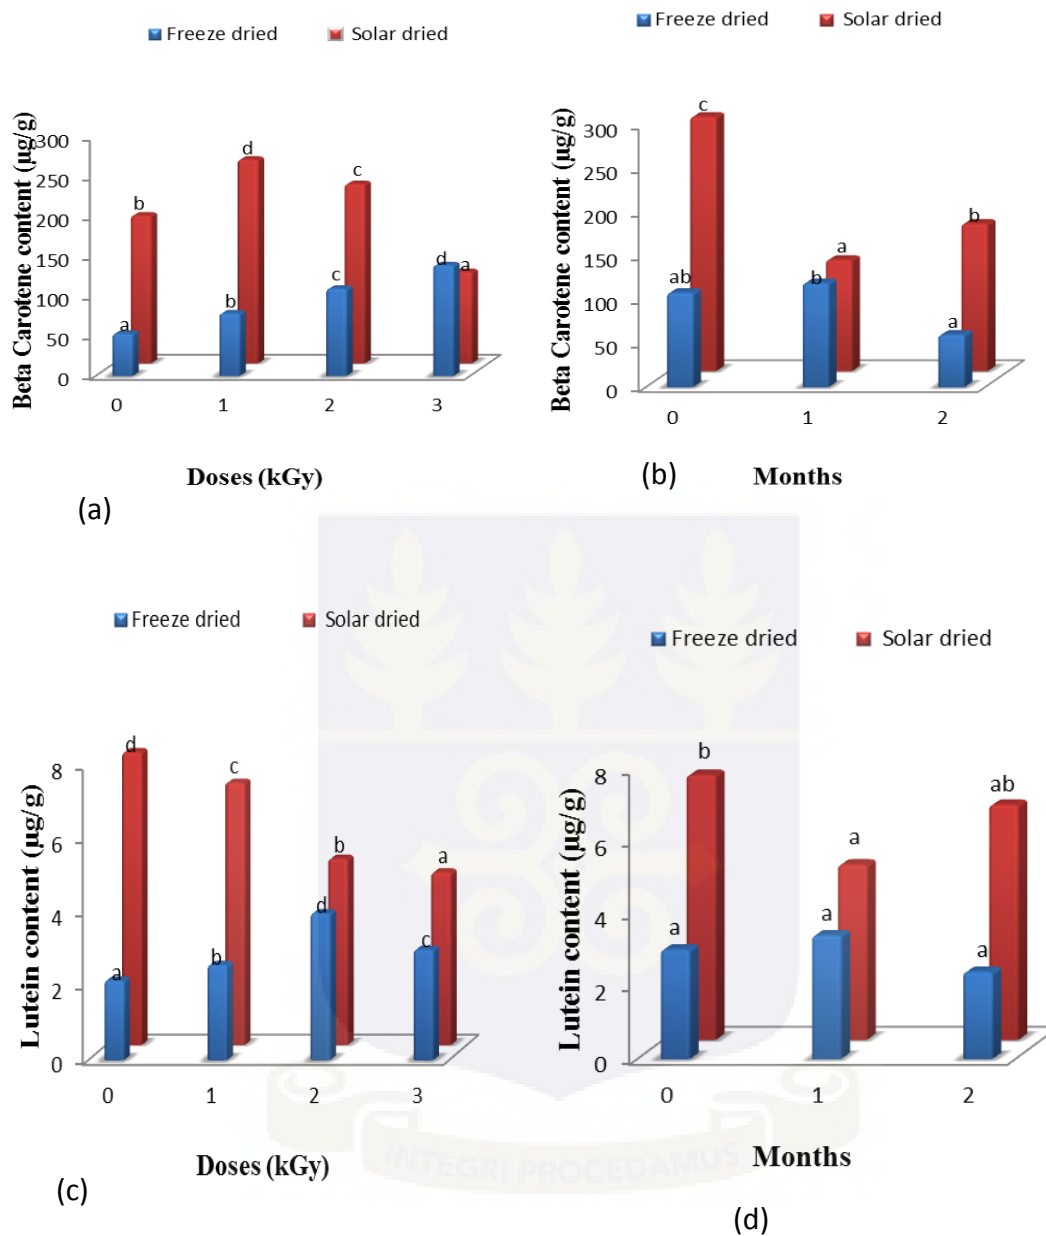 Freeze dried Solar dried
Beta Carotene content (µg/g)
300
250
200
150
100
50
0
b
d
c
a
a
b
c
d
0 1 2 3
Doses (kGy)
(a)
Freeze dried Solar dried
Beta Carotene content (µg/g)
300
250
200
150
100
50
0
c
a
b
ab
b
a
0 1 2
Months
(b)
Freeze dried Solar dried
Lutein content (µg/g)
8
6
4
2
0
d
c
b
a
a
b
d
c
0 1 2 3
Doses (kGy)
(c)
Freeze dried Solar dried
Lutein content (µg/g)
8
6
4
2
0
b
a
ab
a
a
a
0 1 2
Months
(d)
INTEGRI PROCEDAMUS